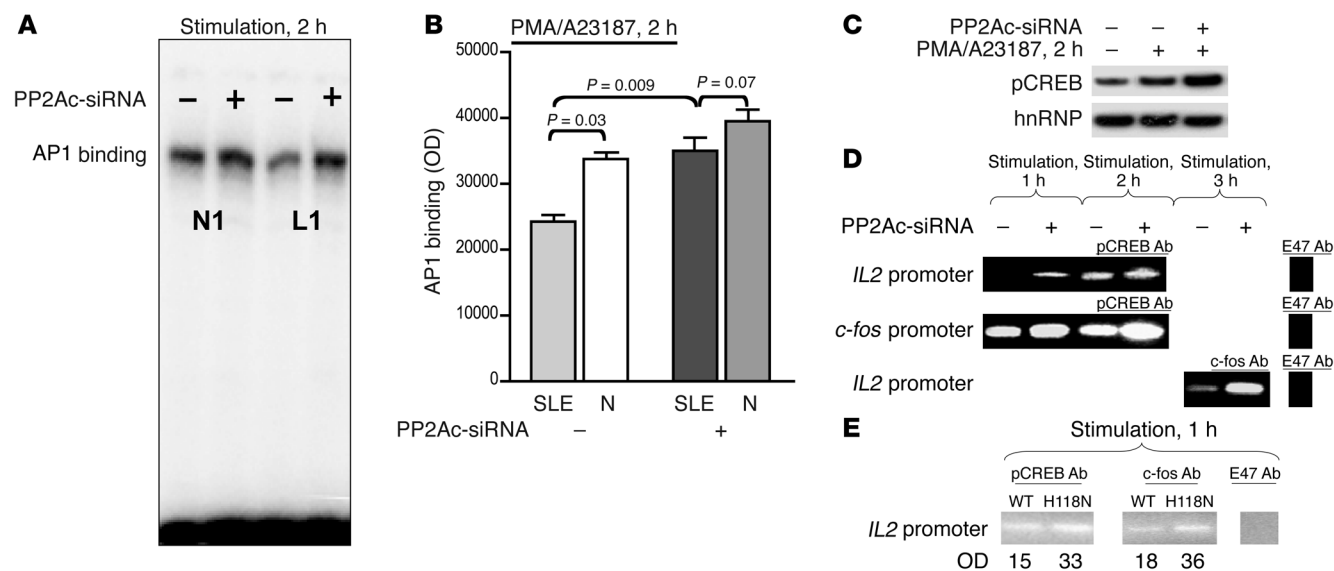 A
Stimulation, 2 h
PP2Ac-siRNA
– + – +
AP1 binding
N1 L1
B
PMA/A23187, 2 h
50000
40000
30000
20000
10000
0
AP1 binding (OD)
P = 0.009
P = 0.07
P = 0.03
SLE N SLE N
PP2Ac-siRNA – +
C
PP2Ac-siRNA – – +
PMA/A23187, 2 h – + +
pCREB
hnRNP
D
Stimulation, 1 h
Stimulation, 2 h
Stimulation, 3 h
PP2Ac-siRNA – + – + – +
pCREB Ab E47 Ab
IL2 promoter
pCREB Ab E47 Ab
c-fos promoter
c-fos Ab E47 Ab
IL2 promoter
E
Stimulation, 1 h
pCREB Ab c-fos Ab E47 Ab
WT H118N WT H118N
IL2 promoter
OD 15 33 18 36